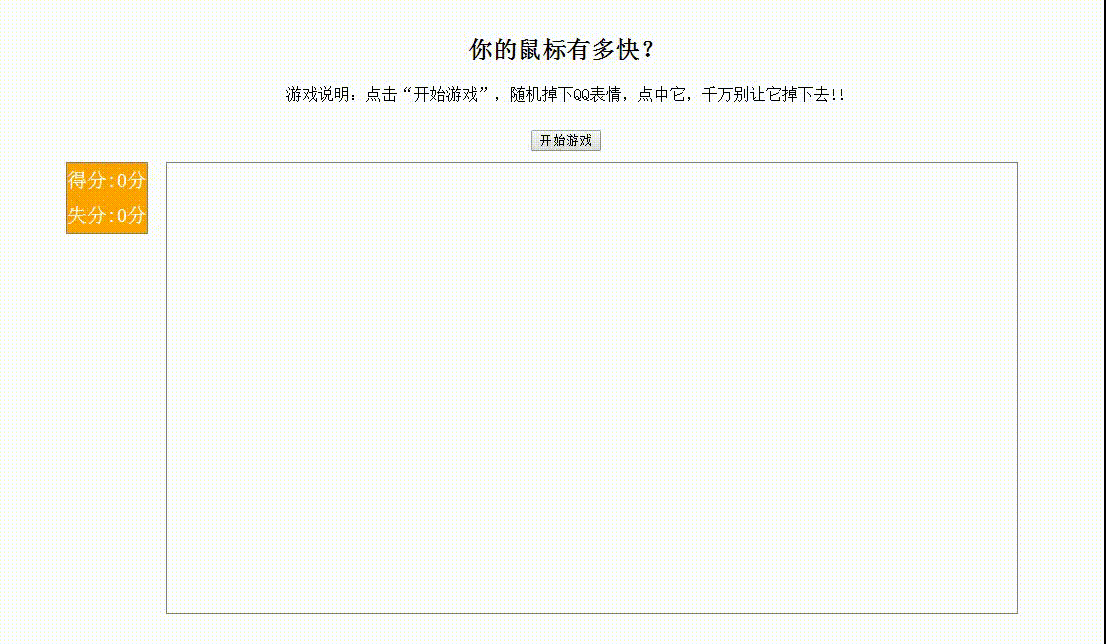 你的鼠标有多快？
游戏说明：点击“开始游戏”，随机掉下QQ表情，点中它，千万别让它掉下去!!
开始游戏
得分:0分
失分:0分